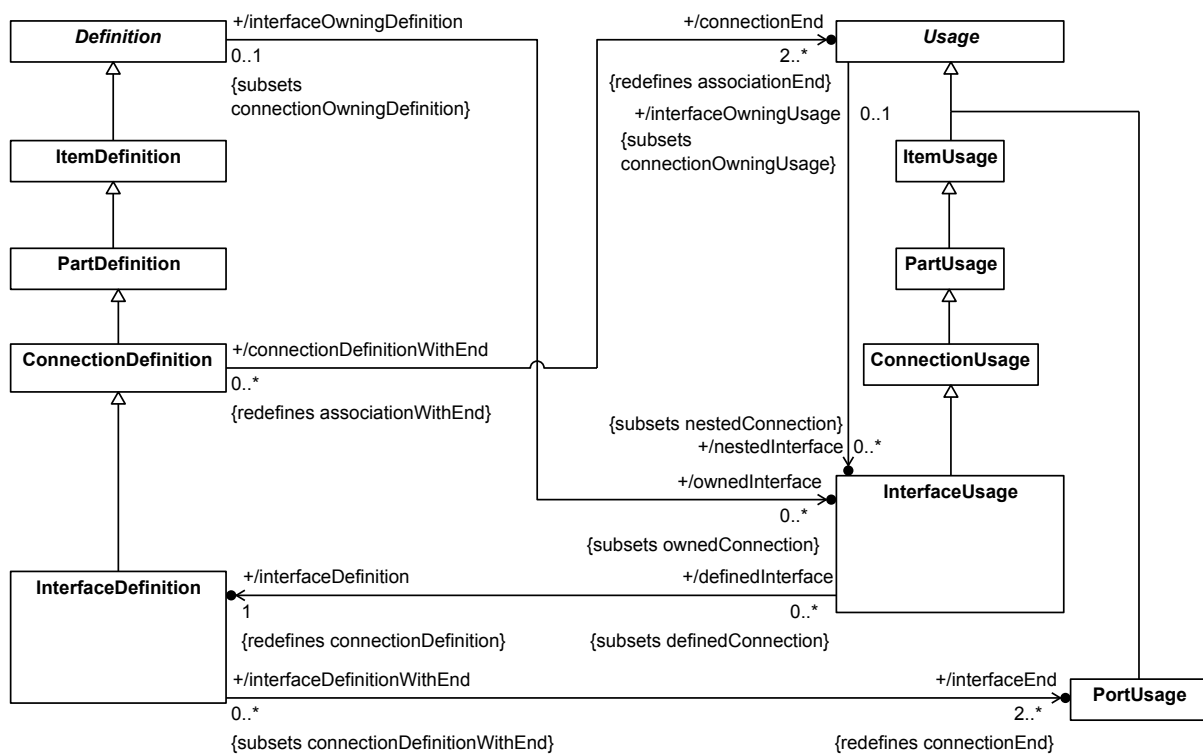 +/interfaceOwningDefinition
+/connectionEnd
Definition
Usage
0..1
2..*
{subsets
connectionOwningDefinition}
{redefines associationEnd}
+/interfaceOwningUsage
0..1
{subsets
connectionOwningUsage}
ItemDefinition
ItemUsage
PartDefinition
PartUsage
ConnectionDefinition
+/connectionDefinitionWithEnd
ConnectionUsage
0..*
{redefines associationWithEnd}
{subsets nestedConnection}
+/nestedInterface
0..*
+/ownedInterface
InterfaceUsage
0..*
{subsets ownedConnection}
InterfaceDefinition
+/interfaceDefinition
+/definedInterface
1
0..*
{redefines connectionDefinition}
{subsets definedConnection}
+/interfaceDefinitionWithEnd
+/interfaceEnd
PortUsage
0..*
2..*
{subsets connectionDefinitionWithEnd}
{redefines connectionEnd}